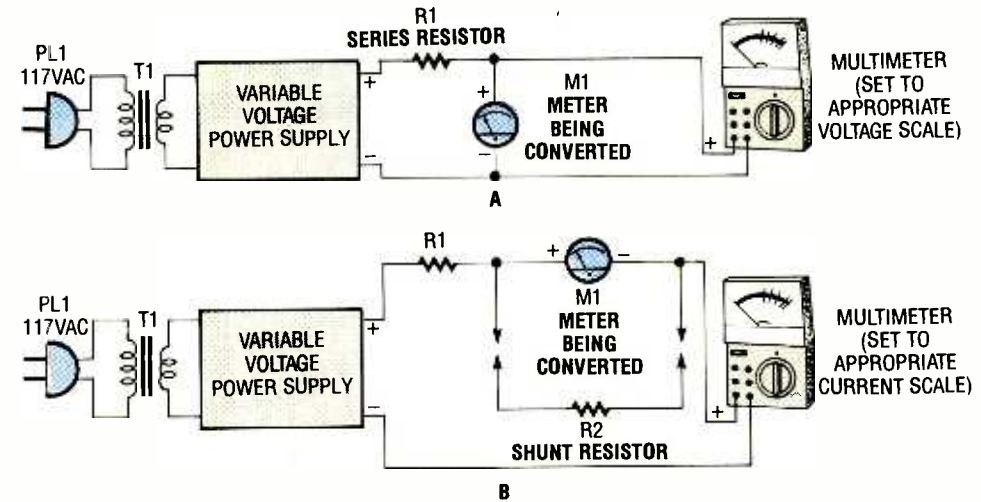 R1
SERIES RESISTOR
PL1
117VAC
T1
VARIABLE
VOLTAGE
POWER SUPPLY
+
−
+
M1
METER
BEING
CONVERTED
−
+
MULTIMETER
(SET TO
APPROPRIATE
VOLTAGE SCALE)
A
R1
PL1
117VAC
T1
VARIABLE
VOLTAGE
POWER SUPPLY
+
−
+
−
M1
METER
BEING
CONVERTED
R2
SHUNT RESISTOR
+
MULTIMETER
(SET TO
APPROPRIATE
CURRENT SCALE)
B